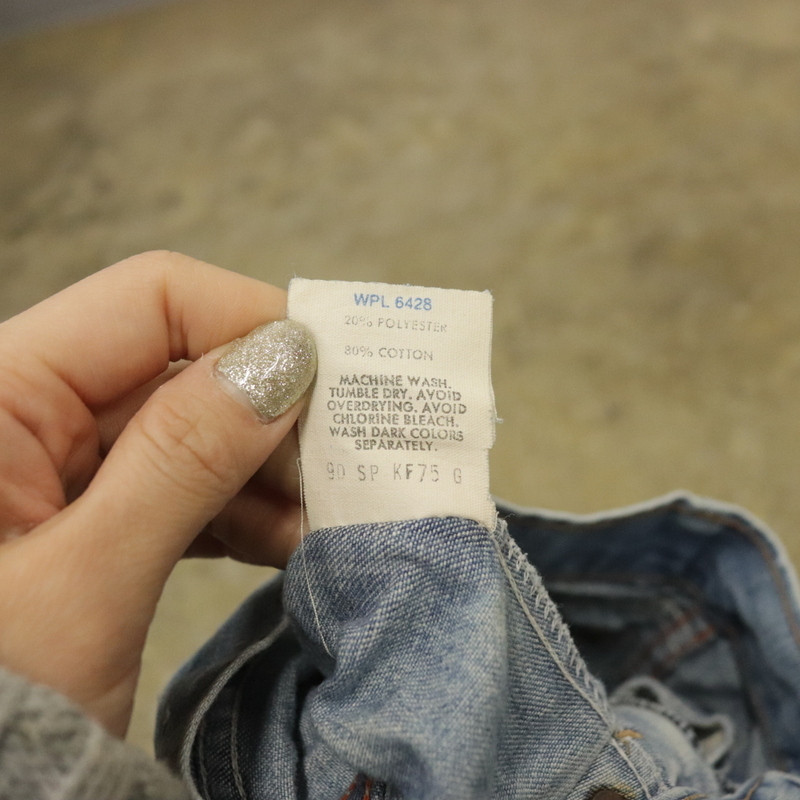 WPL 6428
20% POLYESTER
80% COTTON
MACHINE WASH.
TUMBLE DRY. AVOID
OVERDRYING. AVOID
CHLORINE BLEACH.
WASH DARK COLORS
SEPARATELY.
9D SP KF75 G